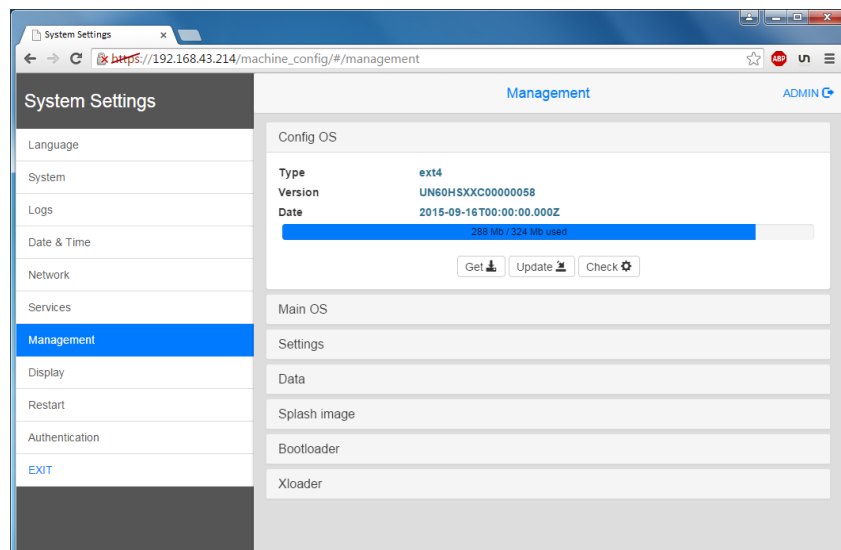 System Settings
https://192.168.43.214/machine_config/#/management
ABP
System Settings
Management
ADMIN
Language
System
Logs
Date & Time
Network
Services
Management
Display
Restart
Authentication
EXIT
Config OS
Type ext4
Version UN60HSXXC00000058
Date 2015-09-16T00:00:00.000Z
288 Mb / 324 Mb used
Get Update Check
Main OS
Settings
Data
Splash image
Bootloader
Xloader